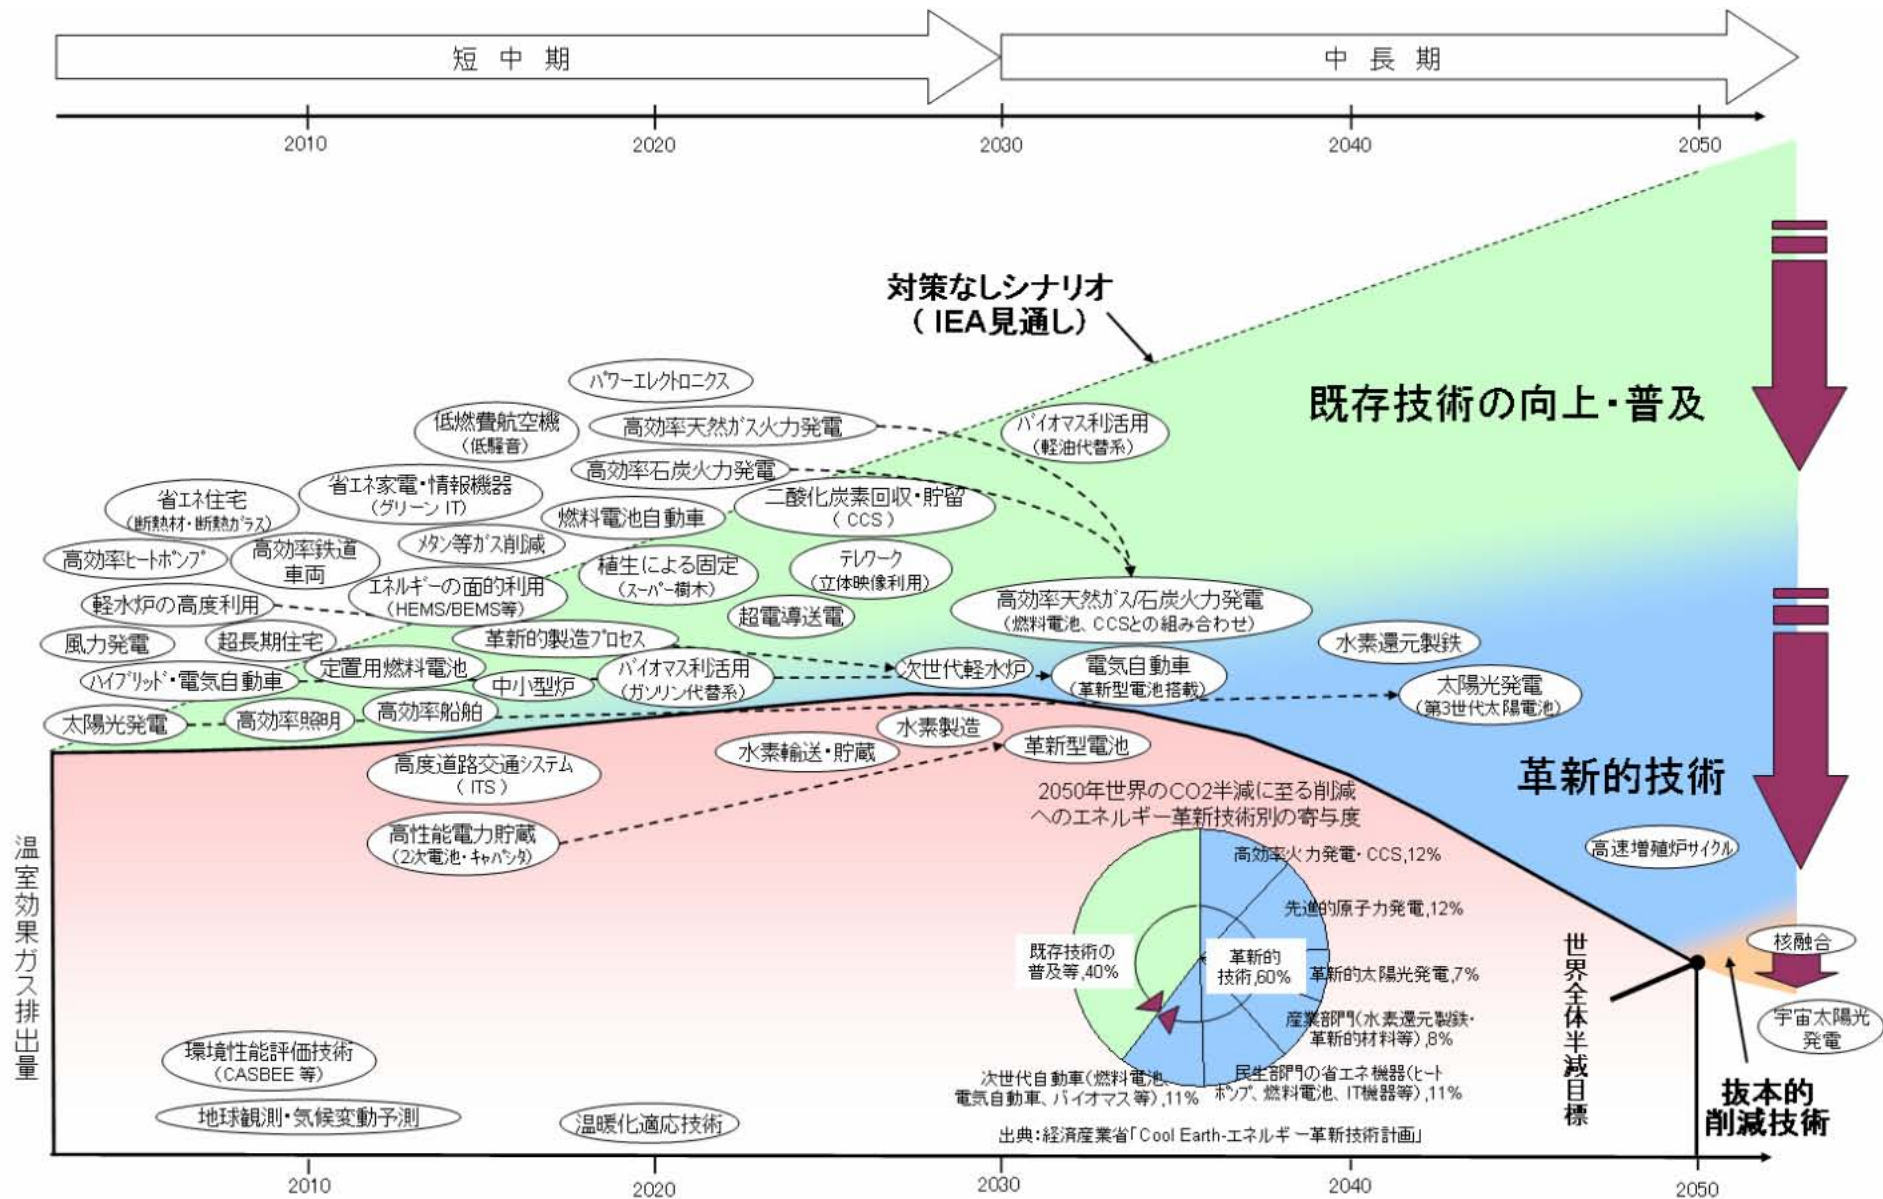 短 中 期
中 長 期
2010
2020
2030
2040
2050
対策なしシナリオ
( IEA見通し)
パワーエレクトロニクス
低燃費航空機
(低騒音)
高効率天然ガス火力発電
バイオマス利活用
(軽油代替系)
既存技術の向上・普及
高効率石炭火力発電
省エネ家電・情報機器
(グリーン IT)
省エネ住宅
(断熱材・断熱ガラス)
二酸化炭素回収・貯留
( CCS)
燃料電池自動車
高効率ヒートポンプ
高効率鉄道
車両
メタン等ガス削減
植生による固定
(スーパー樹木)
テレワーク
(立体映像利用)
エネルギーの面的利用
(HEMS/BEMS等)
軽水炉の高度利用
超電導送電
高効率天然ガス/石炭火力発電
(燃料電池、CCSとの組み合わせ)
風力発電
超長期住宅
革新的製造プロセス
水素還元製鉄
ハイブリッド・電気自動車
定置用燃料電池
中小型炉
バイオマス利活用
(ガソリン代替系)
次世代軽水炉
電気自動車
(革新型電池搭載)
太陽光発電
(第3世代太陽電池)
太陽光発電
高効率照明
高効率船舶
水素製造
水素輸送・貯蔵
革新型電池
高度道路交通システム
( ITS )
革新的技術
高性能電力貯蔵
(2次電池・キャパシタ)
高速増殖炉サイクル
2050年世界のCO2半減に至る削減
へのエネルギー革新技術別の寄与度
高効率火力発電・CCS,12%
先進的原子力発電,12%
既存技術の
普及等,40%
革新的
技術,60%
革新的太陽光発電,7%
産業部門(水素還元製鉄・
革新的材料等),8%
次世代自動車(燃料電池、
電気自動車、バイオマス等),11%
民生部門の省エネ機器(ヒート
ポンプ、燃料電池、IT機器等),11%
出典:経済産業省「Cool Earth-エネルギー革新技術計画」
世界全体半減目標
核融合
宇宙太陽光
発電
抜本的
削減技術
温室効果ガス排出量
環境性能評価技術
(CASBEE 等)
地球観測・気候変動予測
温暖化適応技術
2010
2020
2030
2040
2050